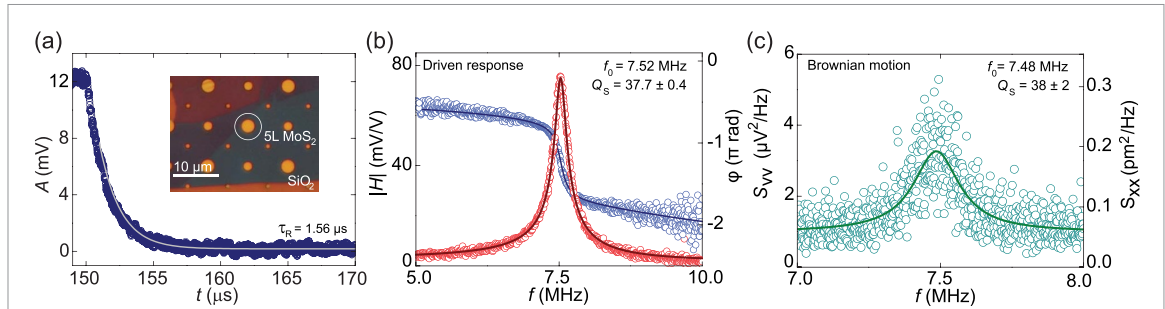 (a)
12
8
4
0
A (mV)
5L MoS₂
10 μm
SiO₂
τR = 1.56 μs
150
155
160
165
170
t (μs)
(b)
Driven response
f₀ = 7.52 MHz
QS = 37.7 ± 0.4
80
40
0
|H| (mV/V)
0
-1
-2
φ (π rad)
5.0
7.5
10.0
f (MHz)
(c)
Brownian motion
f₀ = 7.48 MHz
QS = 38 ± 2
6
4
2
0
SVV (μV²/Hz)
0.3
0.2
0.1
0.0
SXX (pm²/Hz)
7.0
7.5
8.0
f (MHz)